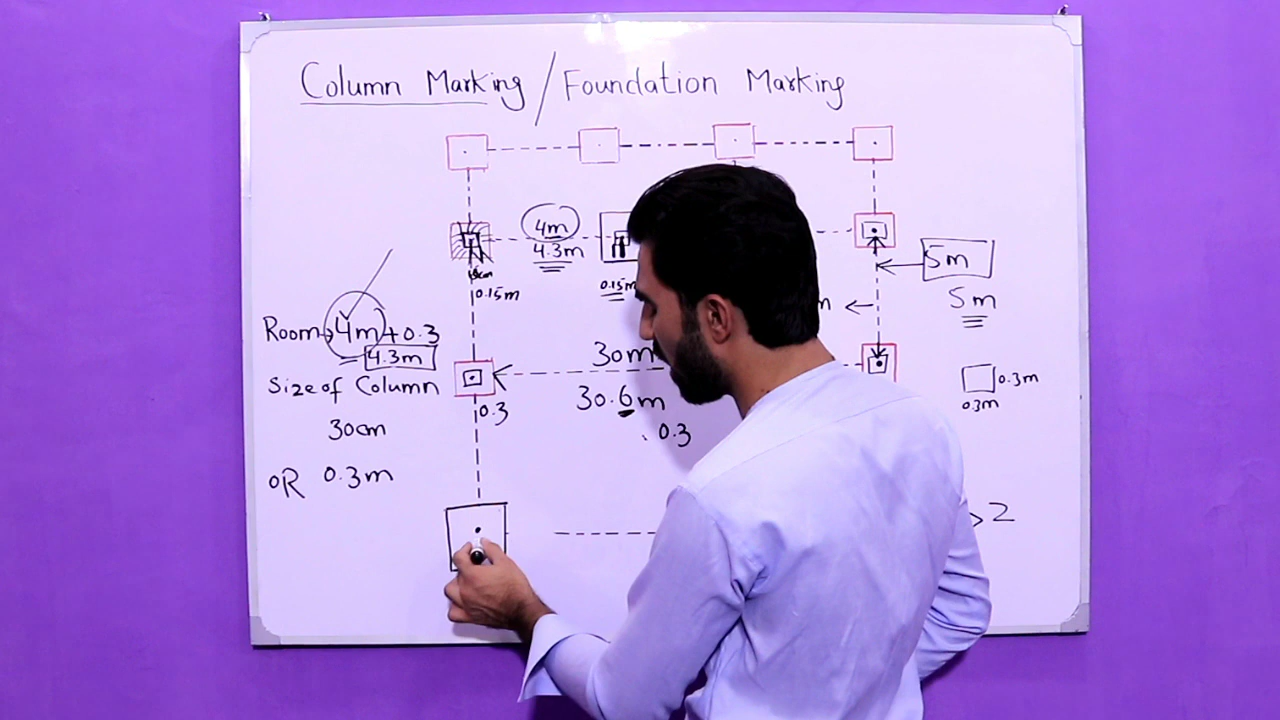 Column Marking / Foundation Marking
4m
4.3m
5m
15cm
0.15m
0.15m
5m
Room → 4m + 0.3
4.3m
30m
0.3m
0.3m
Size of Column
30.6m
0.3
0.3
30cm
OR 0.3m
2